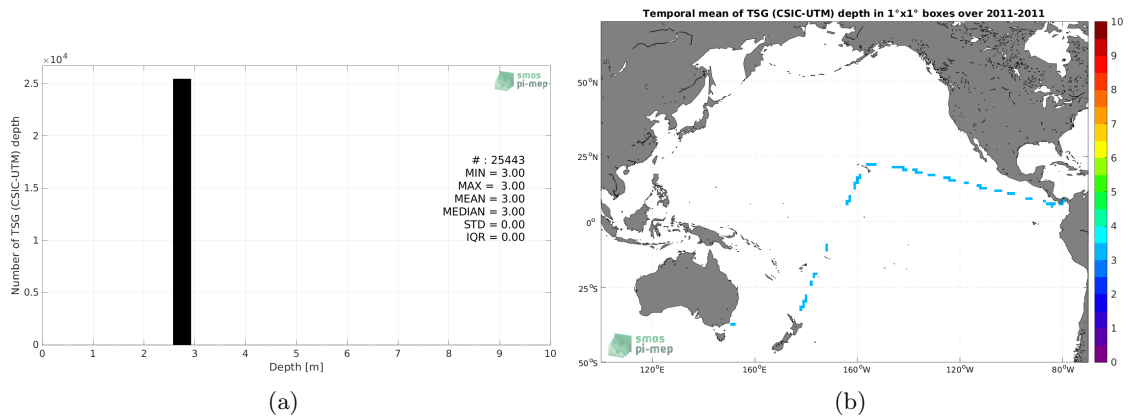 ×10⁴
2.5
2
1.5
1
0.5
0
Number of TSG (CSIC-UTM) depth
smos
pi-mep
# : 25443
MIN = 3.00
MAX = 3.00
MEAN = 3.00
MEDIAN = 3.00
STD = 0.00
IQR = 0.00
0 1 2 3 4 5 6 7 8 9 10
Depth [m]
(a)
Temporal mean of TSG (CSIC-UTM) depth in 1°x1° boxes over 2011-2011
50°N
25°N
0°
25°S
50°S
120°W
160°W
160°W
120°W
80°W
smos
pi-mep
10
9
8
7
6
5
4
3
2
1
0
(b)